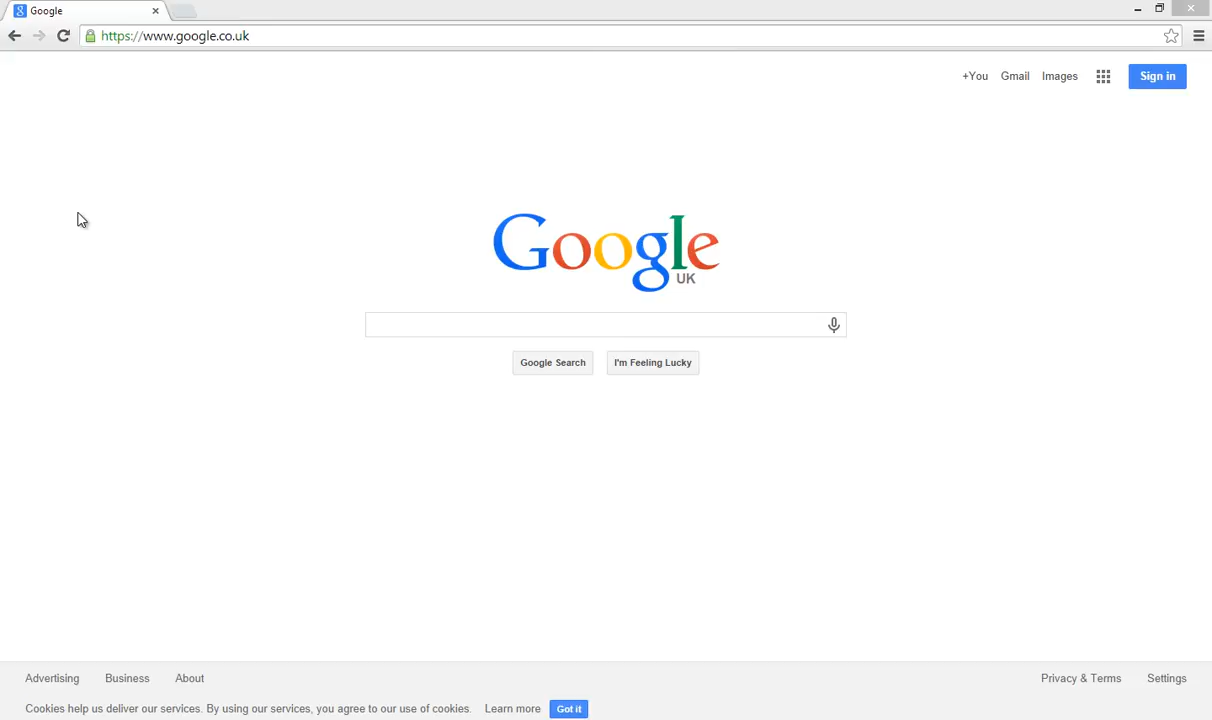 Google
https://www.google.co.uk
+You Gmail Images Sign in
Google
UK
Google Search I'm Feeling Lucky
Advertising Business About Privacy & Terms Settings
Cookies help us deliver our services. By using our services, you agree to our use of cookies. Learn more Got it